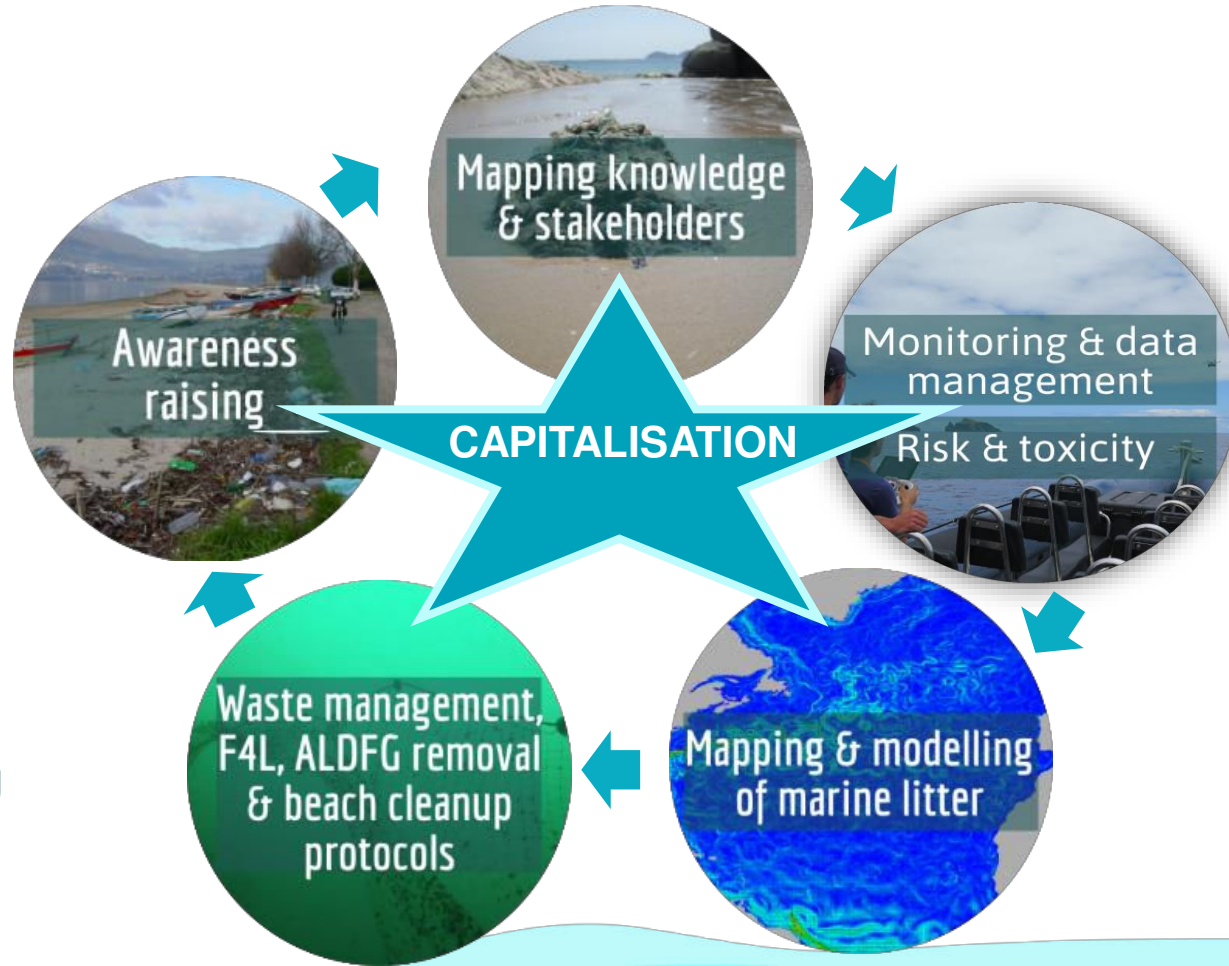 Mapping knowledge
& stakeholders
Monitoring & data
management
Risk & toxicity
Mapping & modelling
of marine litter
Waste management,
F4L, ALDFG removal
& beach cleanup
protocols
Awareness
raising
CAPITALISATION